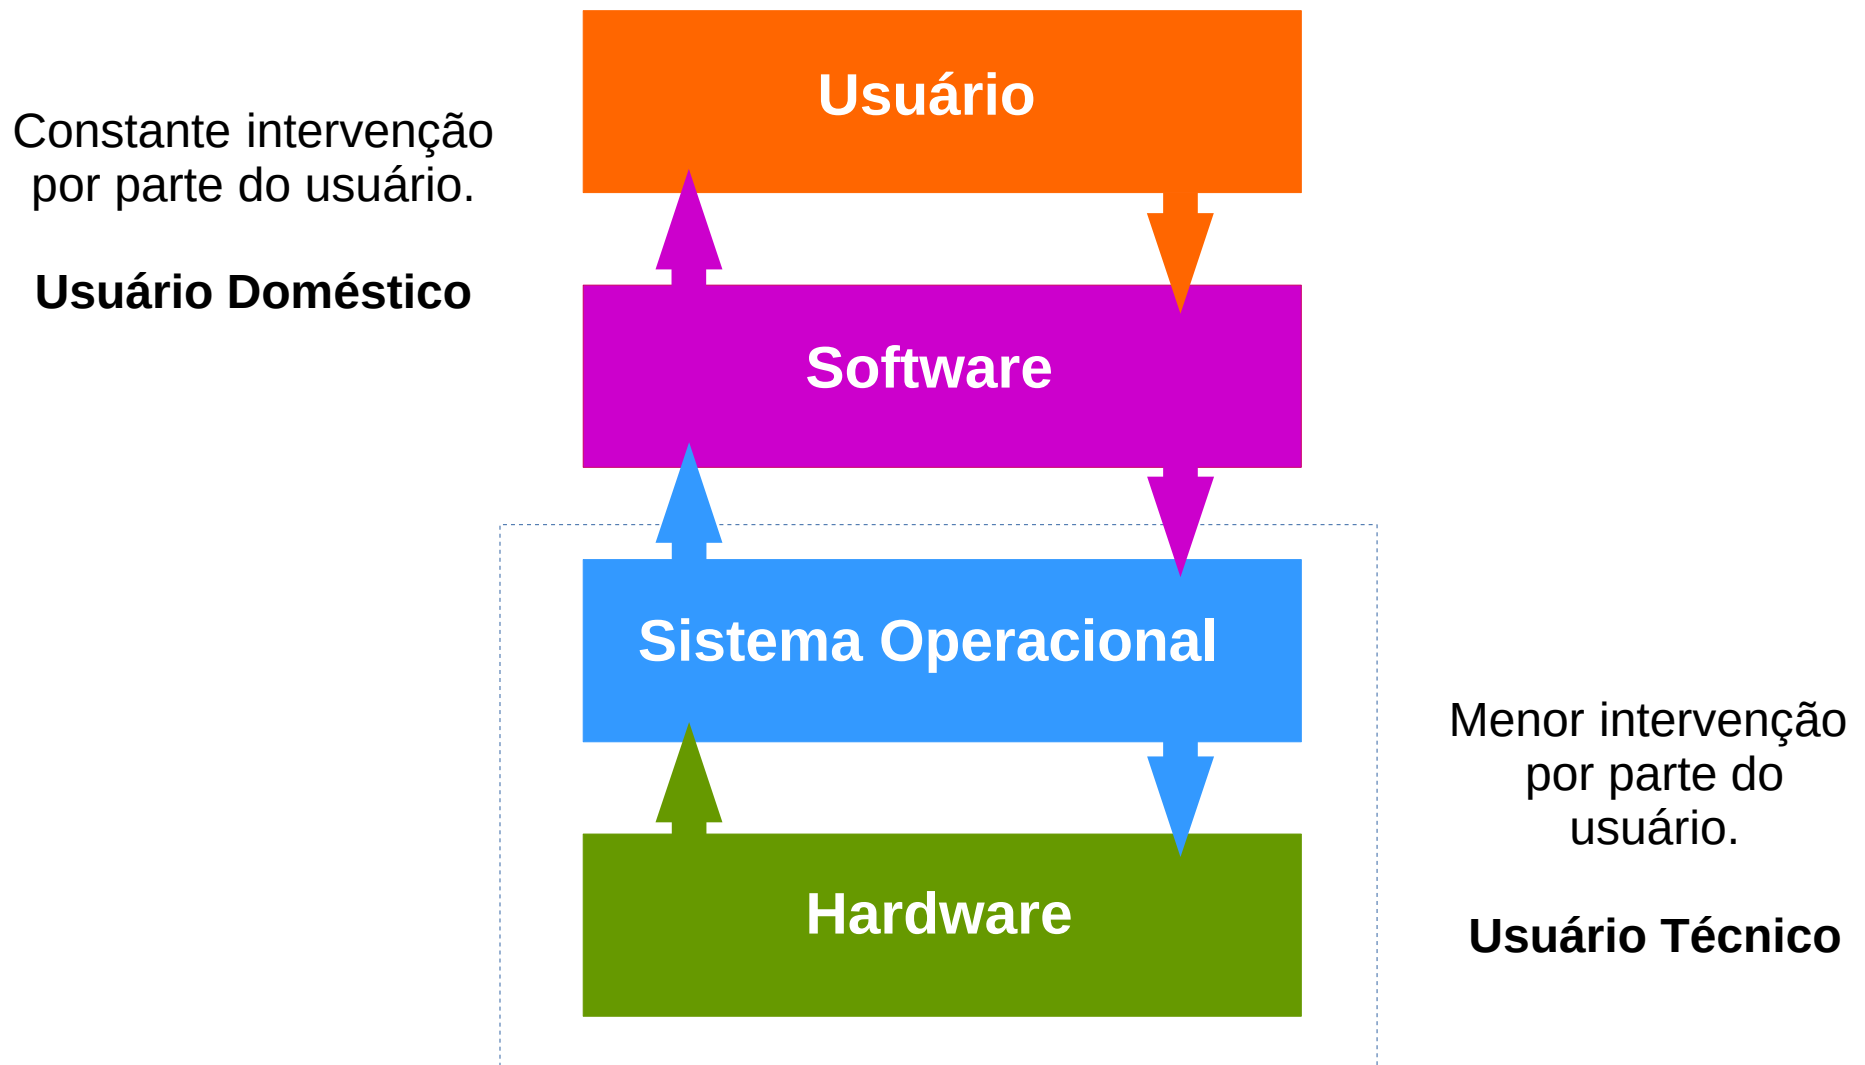 Usuário
Constante intervenção
por parte do usuário.
Usuário Doméstico
Software
Sistema Operacional
Menor intervenção
por parte do
usuário.
Usuário Técnico
Hardware